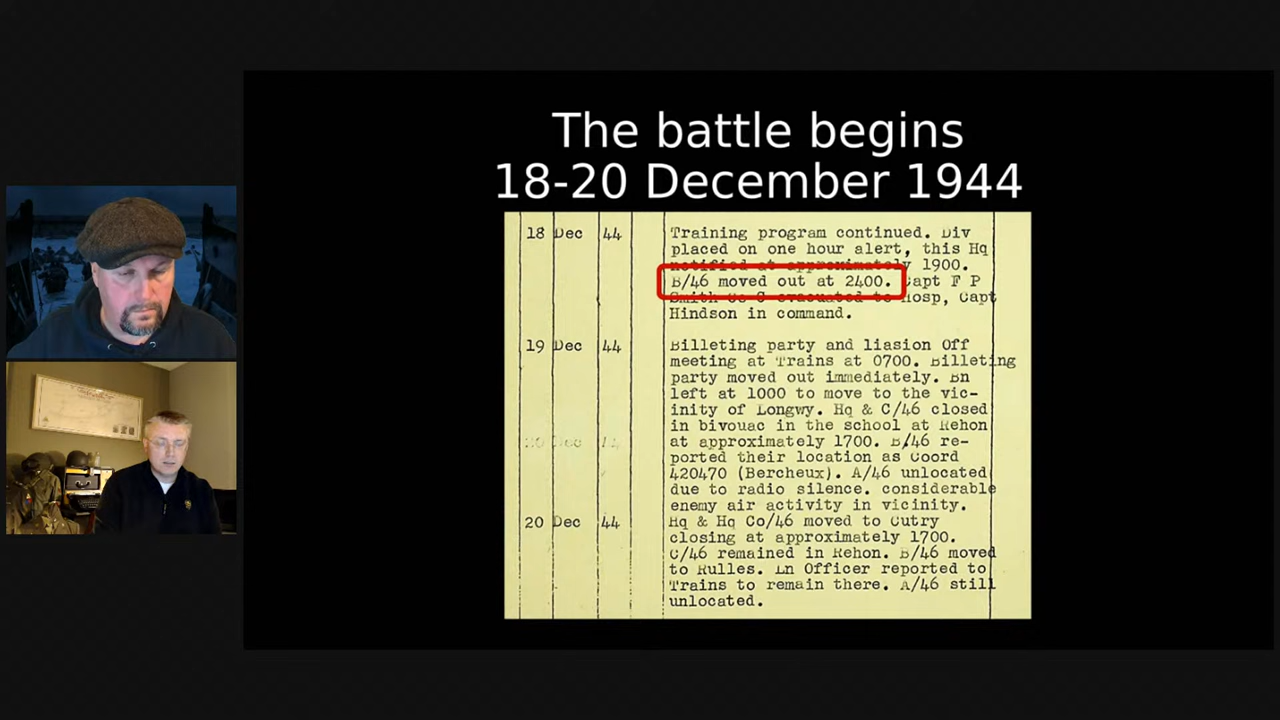 The battle begins
18-20 December 1944
18 Dec 44 Training program continued. Div
placed on one hour alert, this Hq
notified at approximately 1900.
B/46 moved out at 2400. Capt F P
Smith Co C evacuated to Hosp, Capt
Hindson in command.
19 Dec 44 Billeting party and liasion Off
meeting at Trains at 0700. Billeting
party moved out immediately. Bn
left at 1000 to move to the vic-
inity of Longwy. Hq & C/46 closed
in bivouac in the school at Rehon
20 Dec 44 at approximately 1700. B/46 re-
ported their location as Coord
420470 (Bercheux). A/46 unlocated
due to radio silence. considerable
enemy air activity in vicinity.
20 Dec 44 Hq & Hq Co/46 moved to Cutry
closing at approximately 1700.
C/46 remained in Rehon. B/46 moved
to Rulles. Ln Officer reported to
Trains to remain there. A/46 still
unlocated.